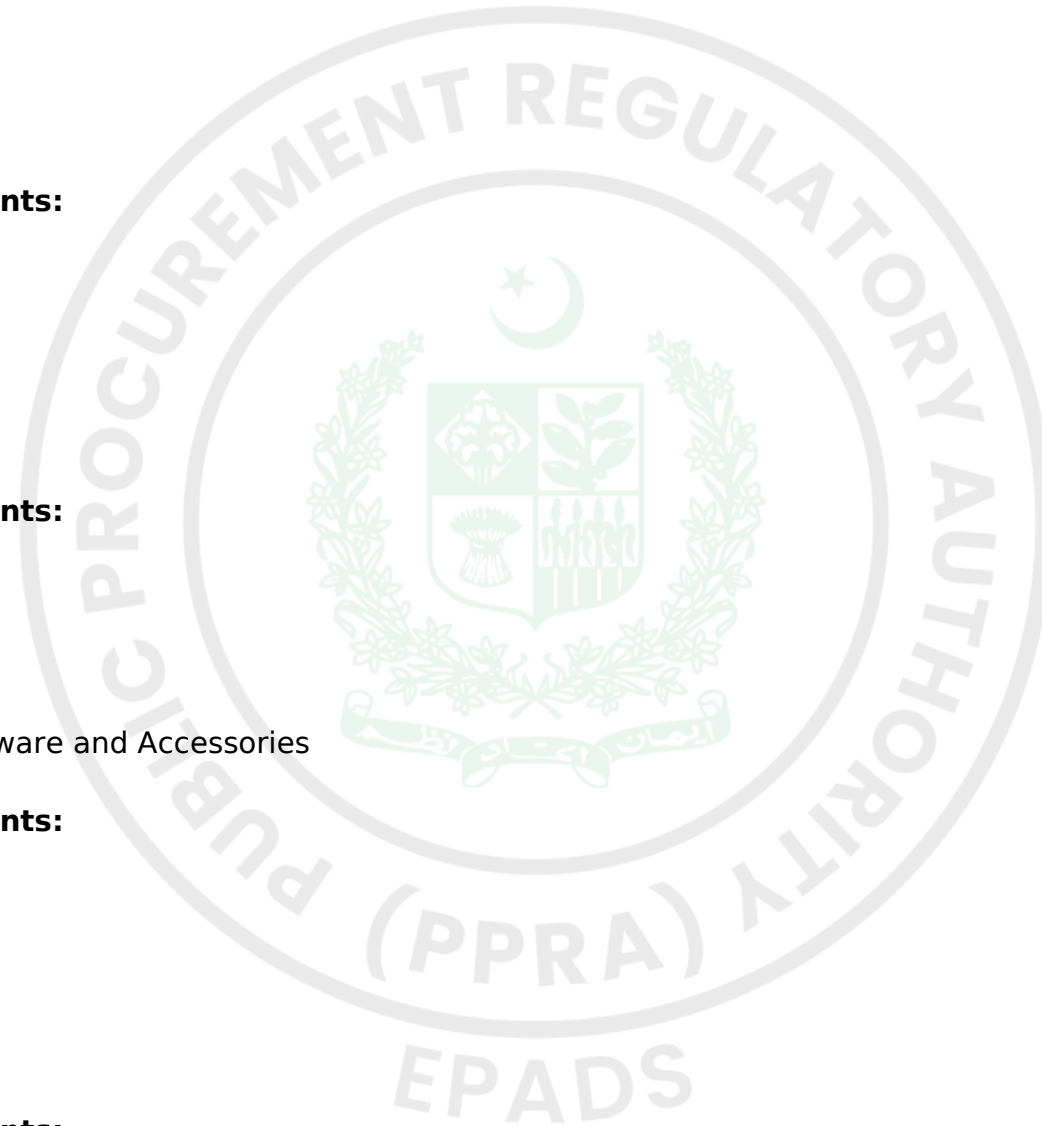 nts:
nts:
ware and Accessories
nts:
PUBLIC PROCUREMENT REGULATORY AUTHORITY
(PPRA)
EPADS